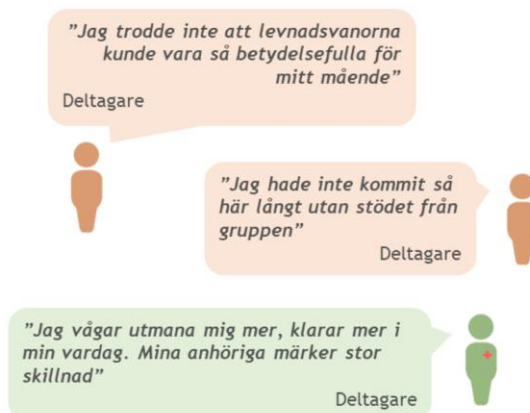 ”Jag trodde inte att levnadsvanorna
kunde vara så betydelsefulla för
mitt mående”
Deltagare
”Jag hade inte kommit så
här långt utan stödet från
gruppen”
Deltagare
”Jag vågar utmana mig mer, klarar mer i
min vardag. Mina anhöriga märker stor
skillnad”
Deltagare